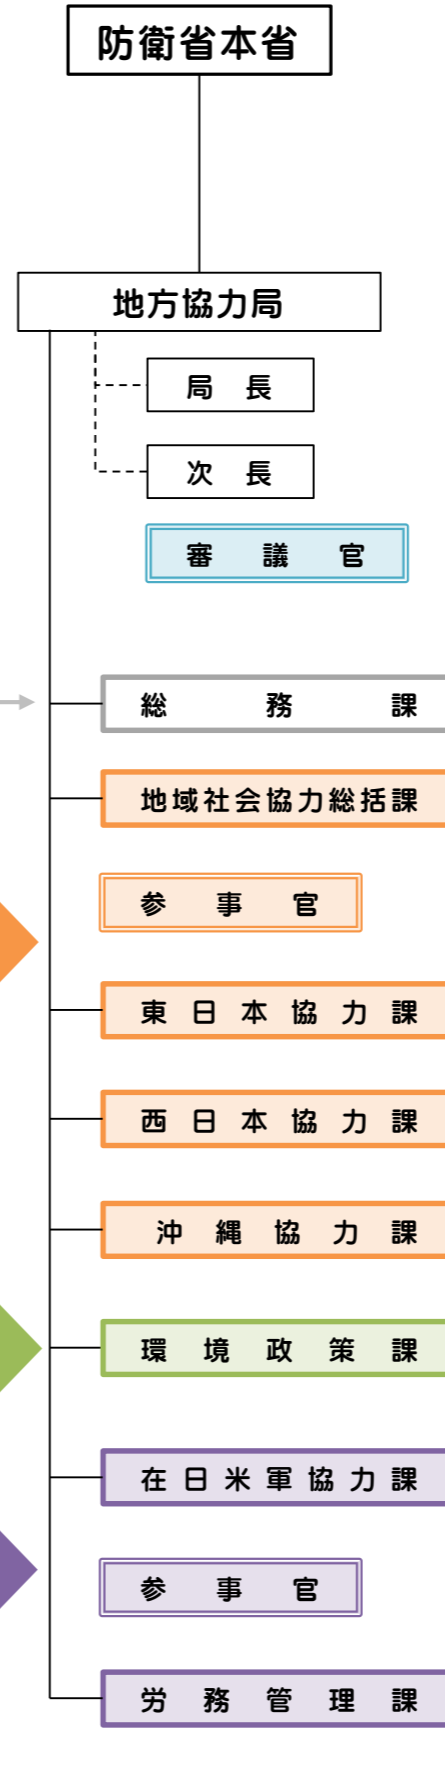 防衛省本省
地方協力局
局長
次長
審議官
総務課
地域社会協力総括課
参事官
東日本協力課
西日本協力課
沖縄協力課
環境政策課
在日米軍協力課
参事官
労務管理課